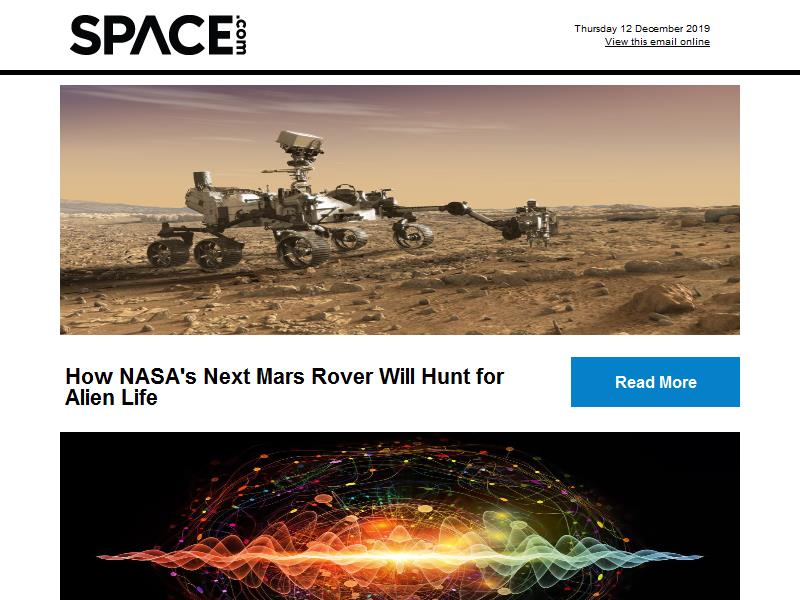 SPACE.com
Thursday 12 December 2019
View this email online
How NASA's Next Mars Rover Will Hunt for
Alien Life
Read More